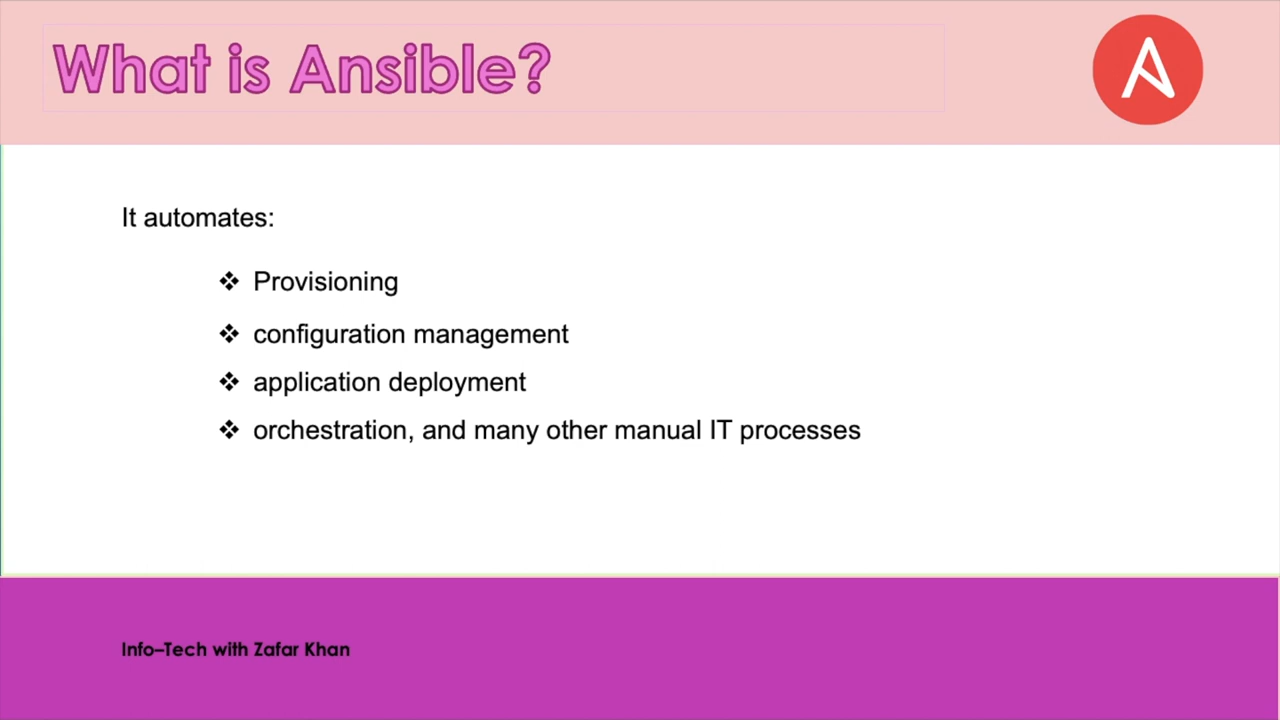 What is Ansible?
It automates:
❖ Provisioning
❖ configuration management
❖ application deployment
❖ orchestration, and many other manual IT processes
Info–Tech with Zafar Khan